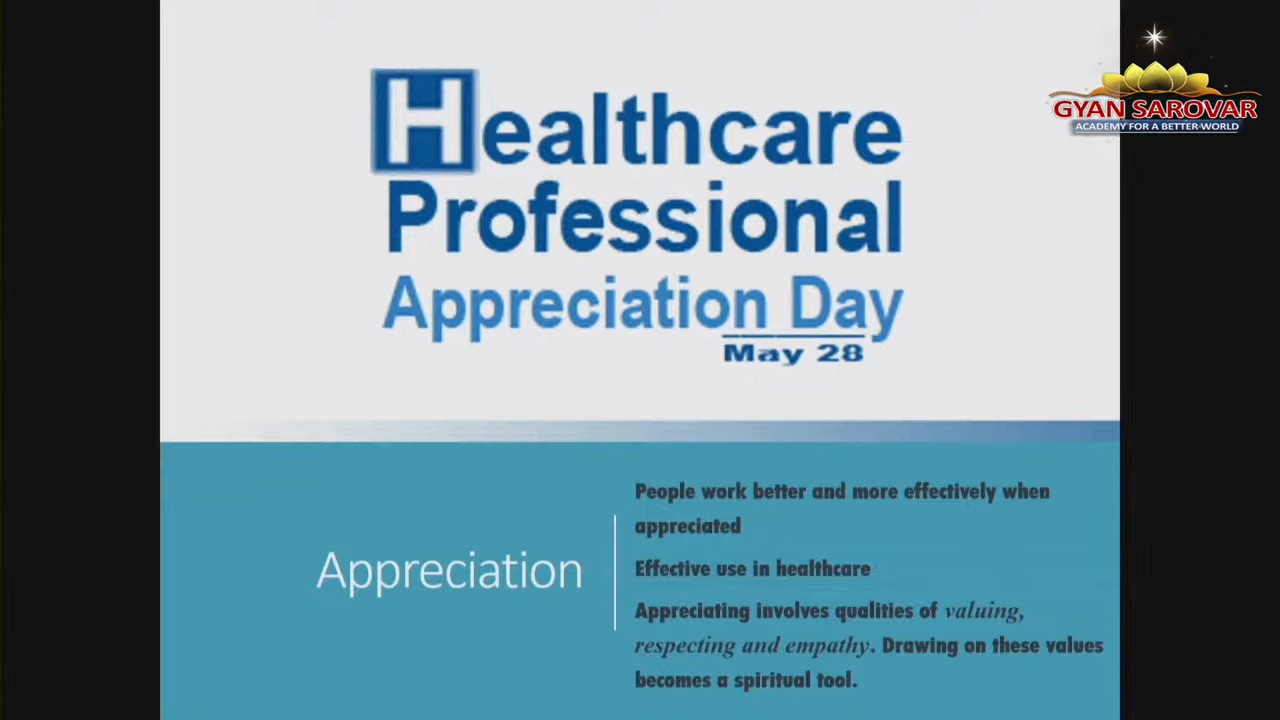 GYAN SAROVAR
ACADEMY FOR A BETTER-WORLD
Healthcare
Professional
Appreciation Day
May 28
Appreciation
People work better and more effectively when
appreciated
Effective use in healthcare
Appreciating involves qualities of valuing,
respecting and empathy. Drawing on these values
becomes a spiritual tool.